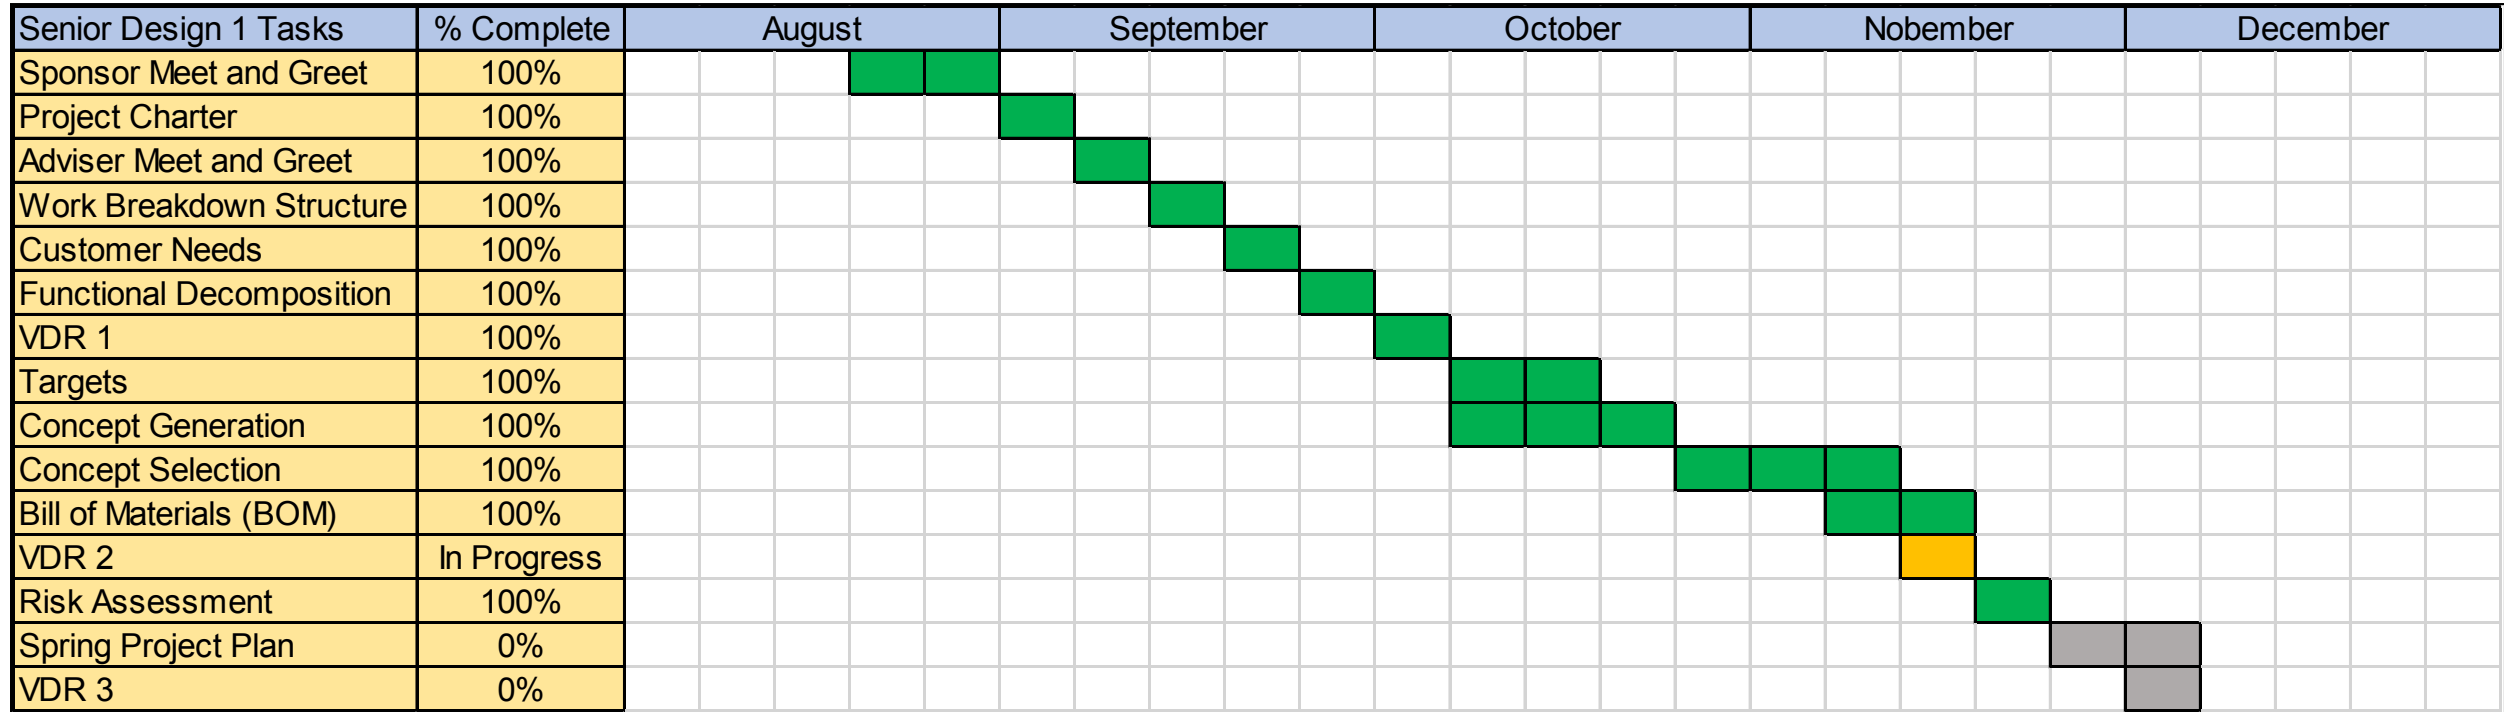 Senior Design 1 Tasks % Complete August September October Nobember December
Sponsor Meet and Greet 100%
Project Charter 100%
Adviser Meet and Greet 100%
Work Breakdown Structure 100%
Customer Needs 100%
Functional Decomposition 100%
VDR 1 100%
Targets 100%
Concept Generation 100%
Concept Selection 100%
Bill of Materials (BOM) 100%
VDR 2 In Progress
Risk Assessment 100%
Spring Project Plan 0%
VDR 3 0%